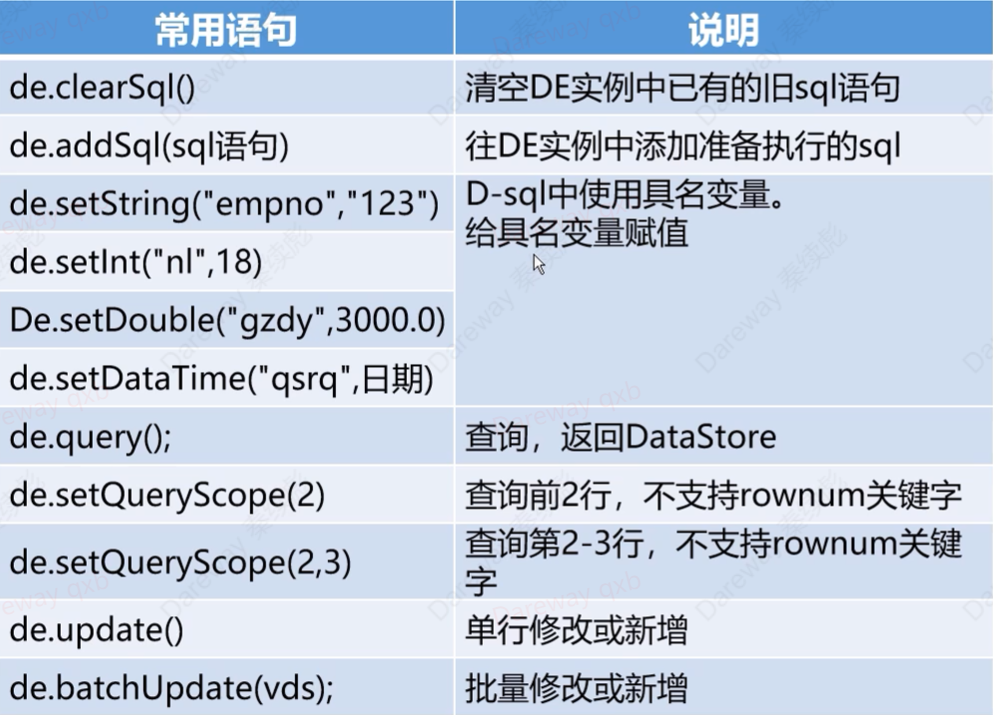 常用语句
说明
de.clearSql()
清空DE实例中已有的旧sql语句
de.addSql(sql语句)
往DE实例中添加准备执行的sql
de.setString("empno","123")
D-sql中使用具名变量。
给具名变量赋值
de.setInt("nl",18)
De.setDouble("gzdy",3000.0)
de.setDataTime("qsrq",日期)
de.query();
查询，返回DataStore
de.setQueryScope(2)
查询前2行，不支持rownum关键字
de.setQueryScope(2,3)
查询第2-3行，不支持rownum关键
字
de.update()
单行修改或新增
de.batchUpdate(vds);
批量修改或新增